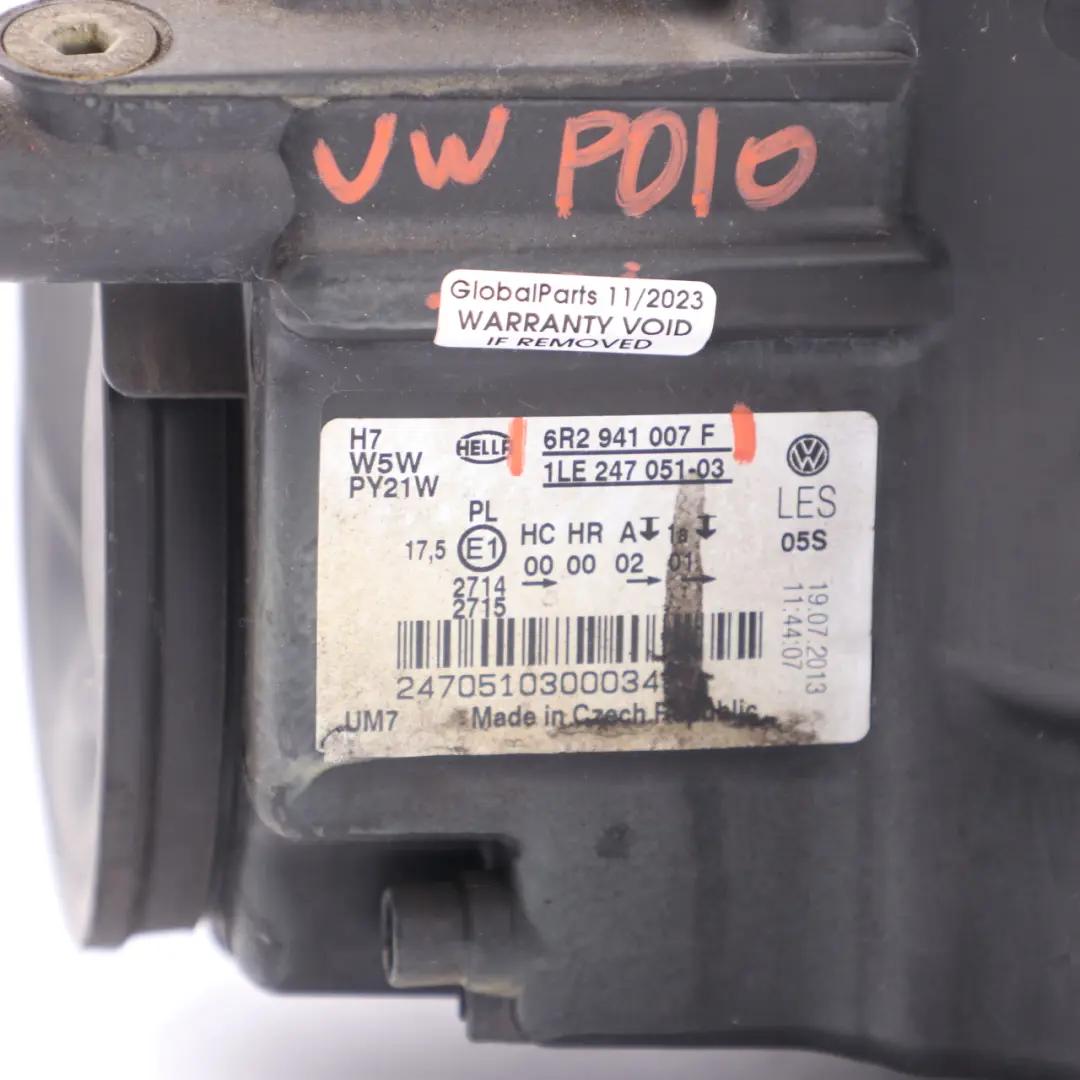 VW POlO
GlobalParts 11/2023
WARRANTY VOID
IF REMOVED
H7
W5W
PY21W
HELLA
6R2 941 007 F
1LE 247 051-03
LES
05S
19.07.2013
11:44:07
PL
17,5 E1
2714
2715
HC HR A 1a
00 00 02 01
2470510300034
UM7 Made in Czech Republic